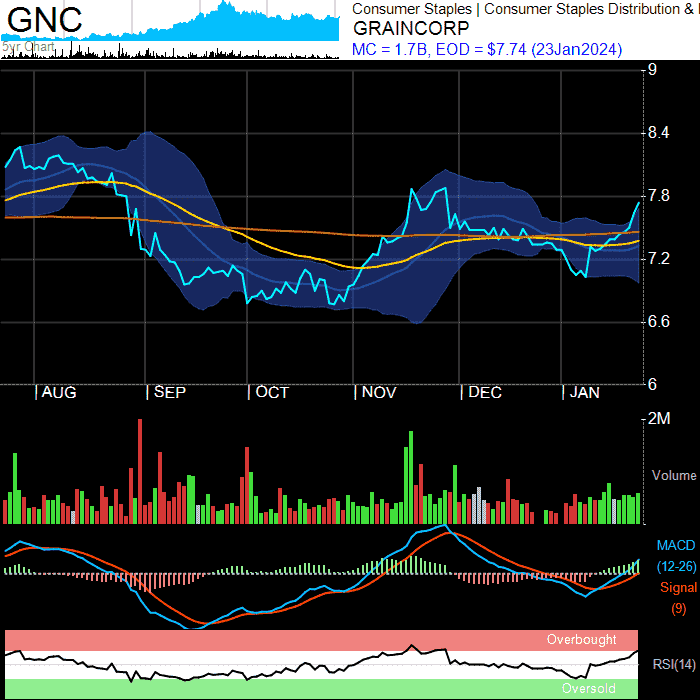 GNC
5yr Chart
Consumer Staples | Consumer Staples Distribution &
GRAINCORP
MC = 1.7B, EOD = $7.74 (23Jan2024)
9
8.4
7.8
7.2
6.6
6
| AUG | SEP | OCT | NOV | DEC | JAN
2M
Volume
MACD
(12-26)
Signal
(9)
Overbought
RSI(14)
Oversold